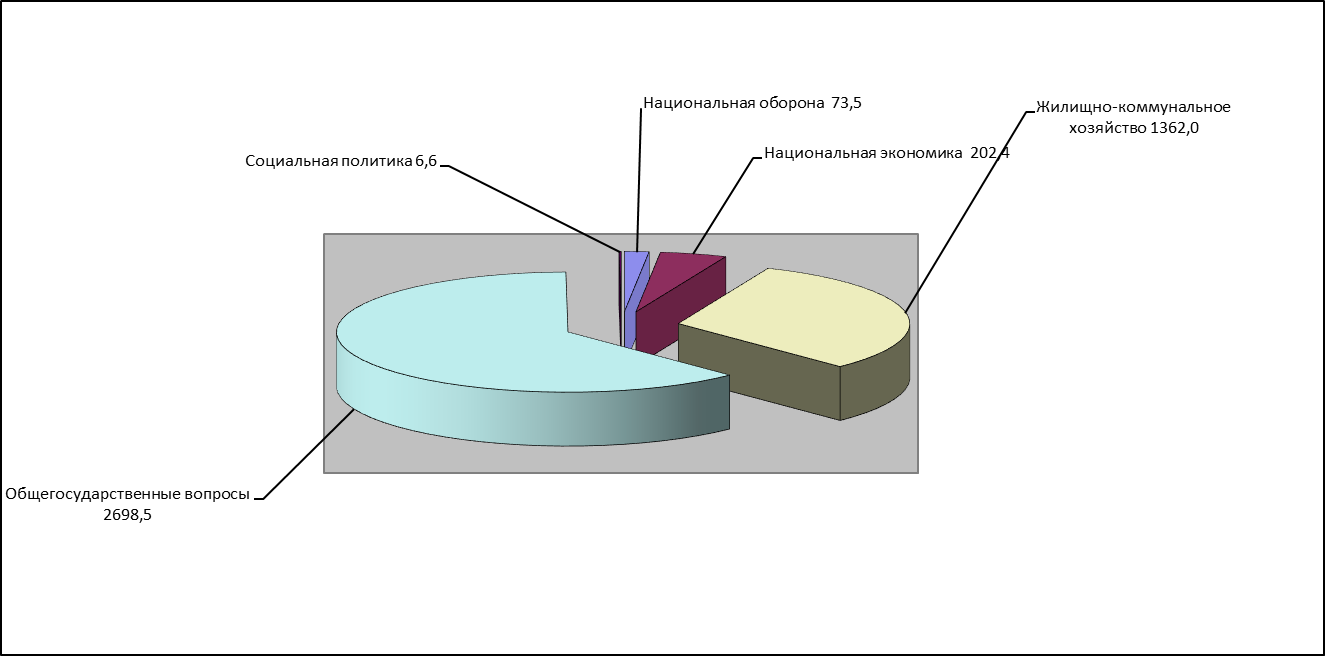 Национальная оборона 73,5
Жилищно-коммунальное
хозяйство 1362,0
Национальная экономика 202,4
Социальная политика 6,6
Общегосударственные вопросы
2698,5